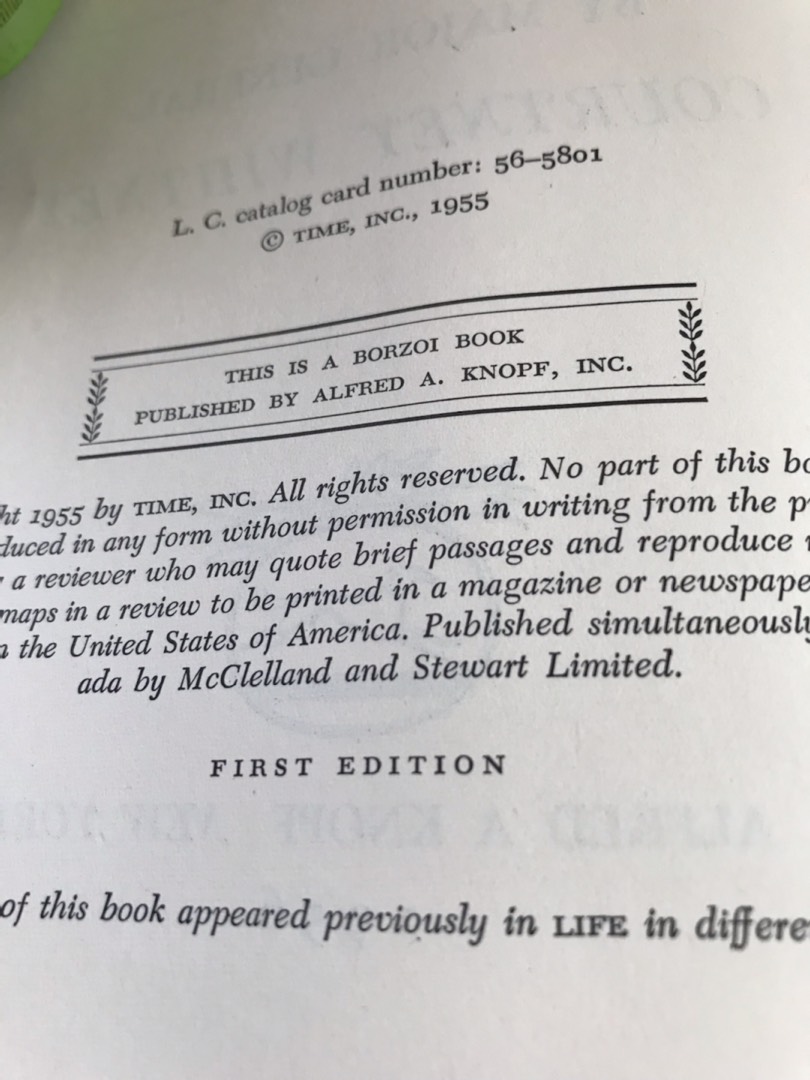 L. C. catalog card number: 56–5801
© TIME, INC., 1955
THIS IS A BORZOI BOOK
PUBLISHED BY ALFRED A. KNOPF, INC.
ht 1955 by TIME, INC. All rights reserved. No part of this bo
duced in any form without permission in writing from the p
a reviewer who may quote brief passages and reproduce
maps in a review to be printed in a magazine or newspape
the United States of America. Published simultaneously
ada by McClelland and Stewart Limited.
FIRST EDITION
of this book appeared previously in LIFE in differe